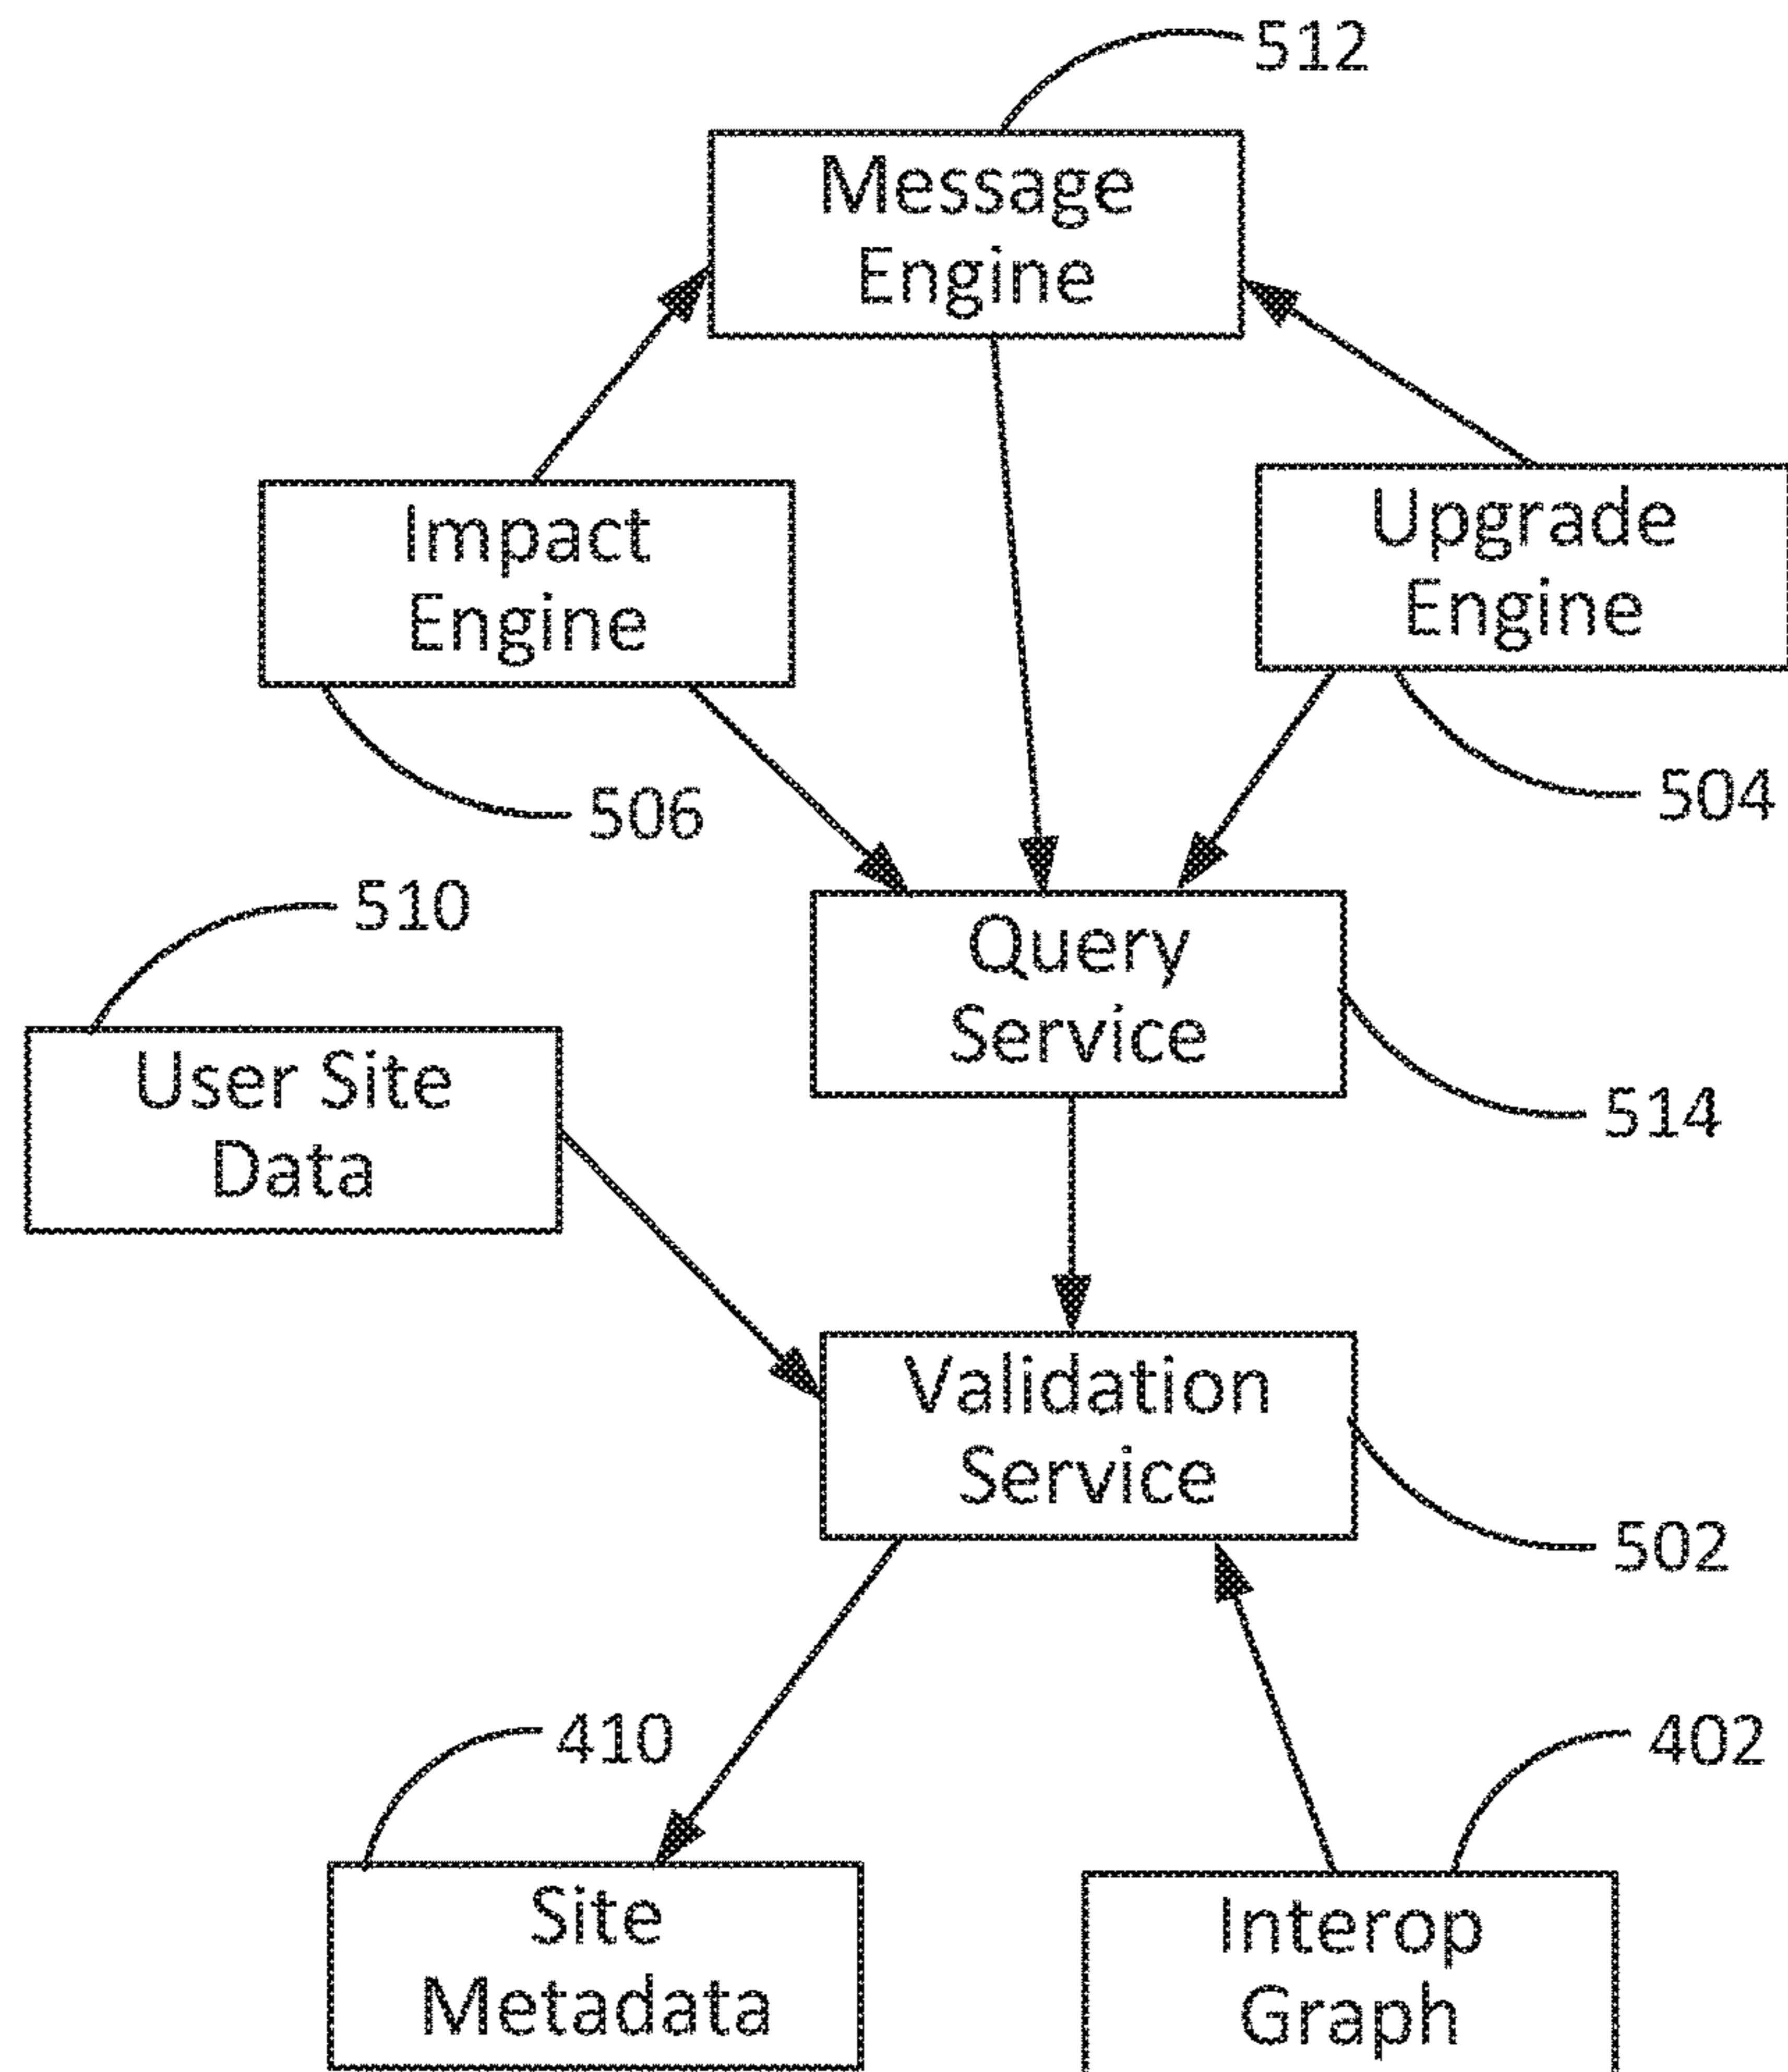 512
Message
Engine
Impact
Engine
Upgrade
Engine
506
504
510
Query
Service
User Site
Data
514
Validation
Service
502
410
402
Site
Metadata
Interop
Graph